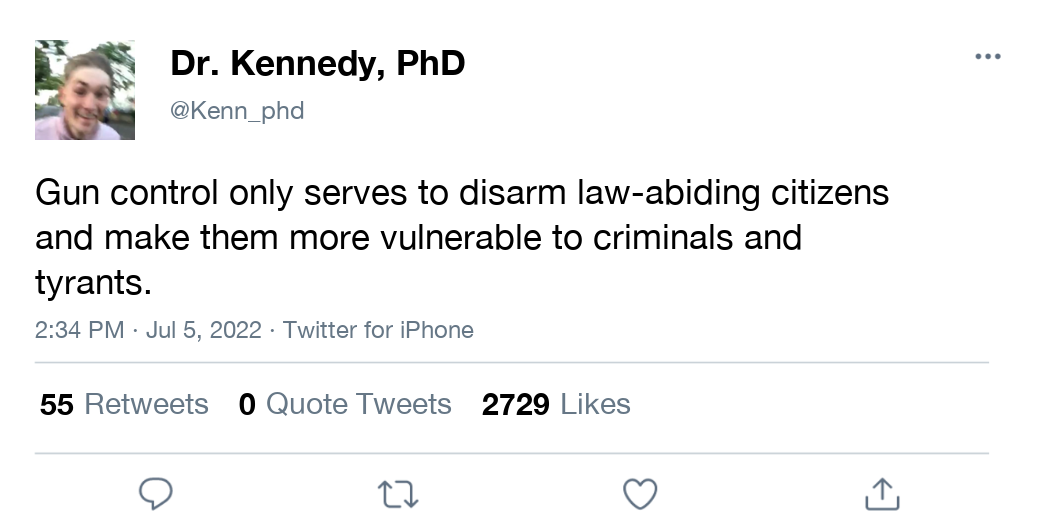 Dr. Kennedy, PhD
@Kenn_phd
Gun control only serves to disarm law-abiding citizens
and make them more vulnerable to criminals and
tyrants.
2:34 PM · Jul 5, 2022 · Twitter for iPhone
55 Retweets 0 Quote Tweets 2729 Likes